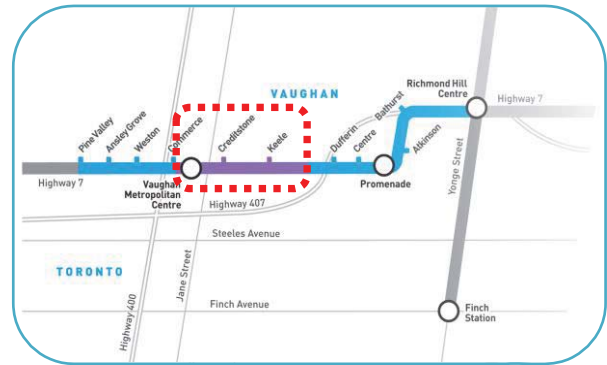 Richmond Hill
Centre
Highway 7
VAUGHAN
Bathurst
Pine Valley
Ansley Grove
Weston
Commerce
Creditstone
Keele
Dufferin
Centre
Atkinson
Highway 7
Vaughan
Metropolitan
Centre
Promenade
Highway 407
Yonge Street
Steeles Avenue
TORONTO
Jane Street
Highway 400
Finch Avenue
Finch
Station